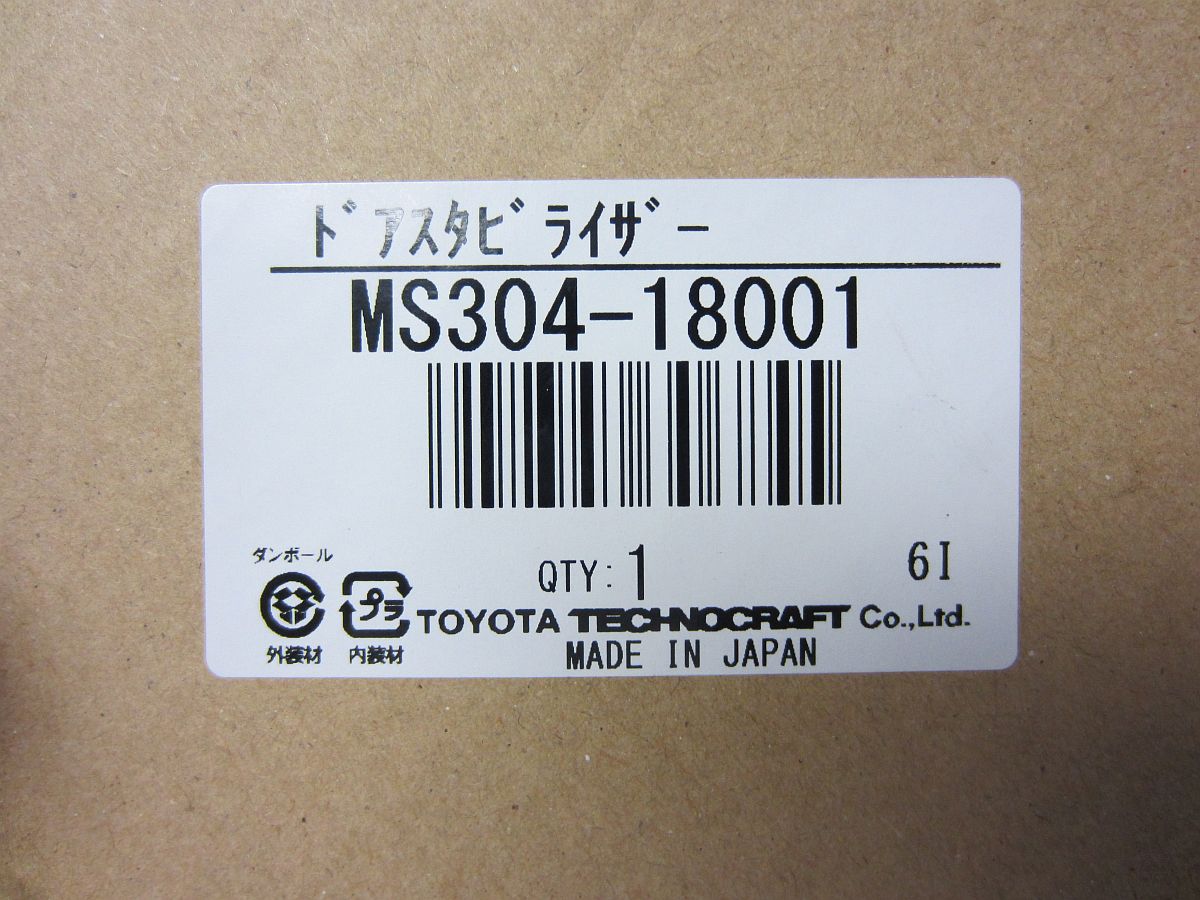 ﾄﾞｱｽﾀﾋﾞﾗｲｻﾞｰ
MS304-18001
QTY: 1
6I
ダンボール
外装材
プラ
内装材
TOYOTA TECHNOCRAFT Co.,Ltd.
MADE IN JAPAN